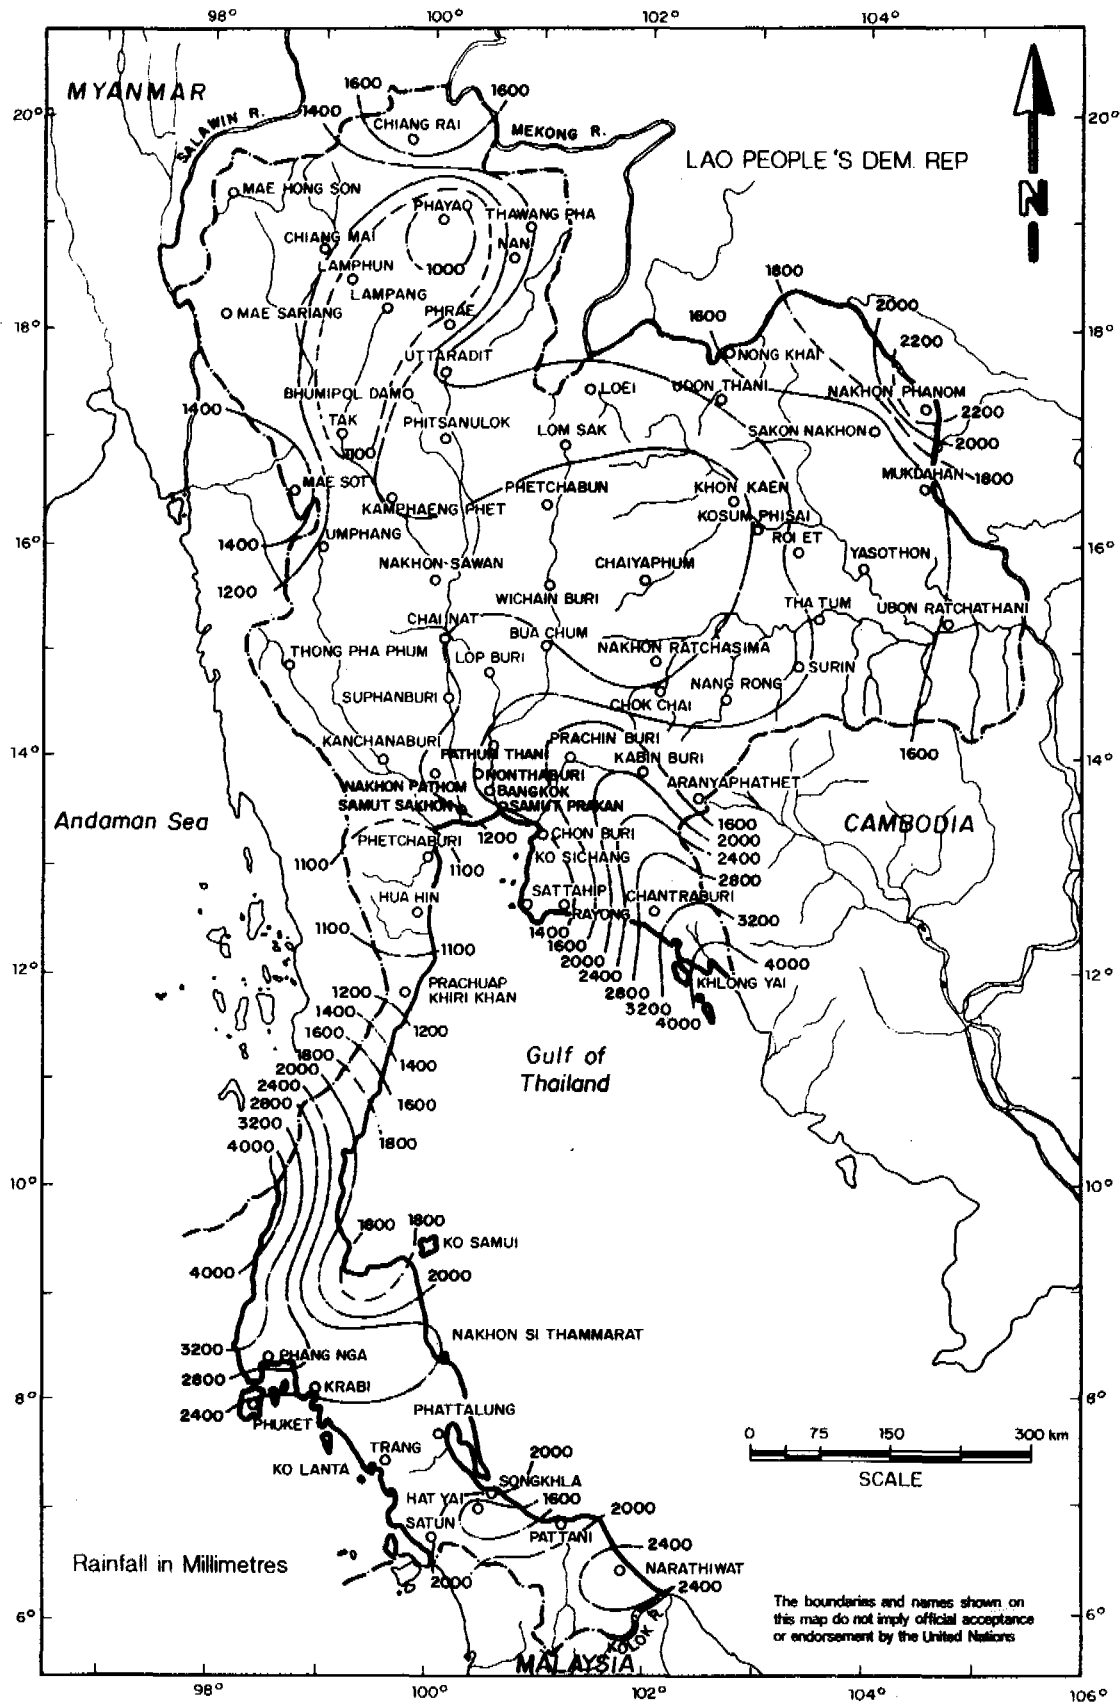 98° 100° 102° 104°
20°
20°
MYANMAR
SALAWIN R.
1600
1600
1400
CHIANG RAI
MEKONG R.
LAO PEOPLE'S DEM. REP
N
MAE HONG SON
PHAYAO
THAWANG PHA
CHIANG MAI
NAN
LAMPHUN
1000
LAMPANG
1800
MAE SARIANG
PHRAE
2000
18°
18°
1600
2200
UTTARADIT
NONG KHAI
BHUMIPOL DAM
LOEI
UDON THANI
NAKHON PHANOM
1400
2200
TAK
PHITSANULOK
LOM SAK
SAKON NAKHON
2000
1100
MUKDAHAN
1800
MAE SOT
PHETCHABUN
KHON KAEN
KAMPHAENG PHET
KOSUM PHISAI
1400
UMPHANG
ROI ET
16°
16°
NAKHON SAWAN
CHAIYAPHUM
YASOTHON
1200
WICHAIN BURI
THA TUM
UBON RATCHATHANI
CHAI NAT
BUA CHUM
THONG PHA PHUM
LOP BURI
NAKHON RATCHASIMA
SURIN
SUPHANBURI
NANG RONG
CHOK CHAI
KANCHANABURI
PRACHIN BURI
1600
14°
14°
PATHUM THANI
KABIN BURI
NONTHABURI
ARANYAPHATHET
NAKHON PATHOM
BANGKOK
SAMUT SAKHON
SAMUT PRAKAN
Andaman Sea
1600
CAMBODIA
1200
CHON BURI
2000
PHETCHABURI
KO SICHANG
2400
1100
1100
2800
HUA HIN
SATTAHIP
CHANTRABURI
RAYONG
3200
1100
1400
1100
1600
2000
4000
12°
12°
2400
PRACHUAP
KHIRI KHAN
KHLONG YAI
1200
2800
1400
1200
3200
1600
4000
1800
Gulf of
Thailand
2000
1400
2400
2800
1600
3200
1800
4000
10°
10°
1800
1800
KO SAMUI
4000
2000
NAKHON SI THAMMARAT
3200
PHANG NGA
2800
KRABI
8°
8°
2400
PHUKET
PHATTALUNG
0 75 150 300 km
TRANG
2000
KO LANTA
SONGKHLA
SCALE
HAT YAI
1600
2000
SATUN
PATTANI
2400
Rainfall in Millimetres
NARATHIWAT
2000
2400
6°
6°
The boundaries and names shown on
this map do not imply official acceptance
or endorsement by the United Nations
KOLOK R.
MALAYSIA
98° 100° 102° 104° 106°